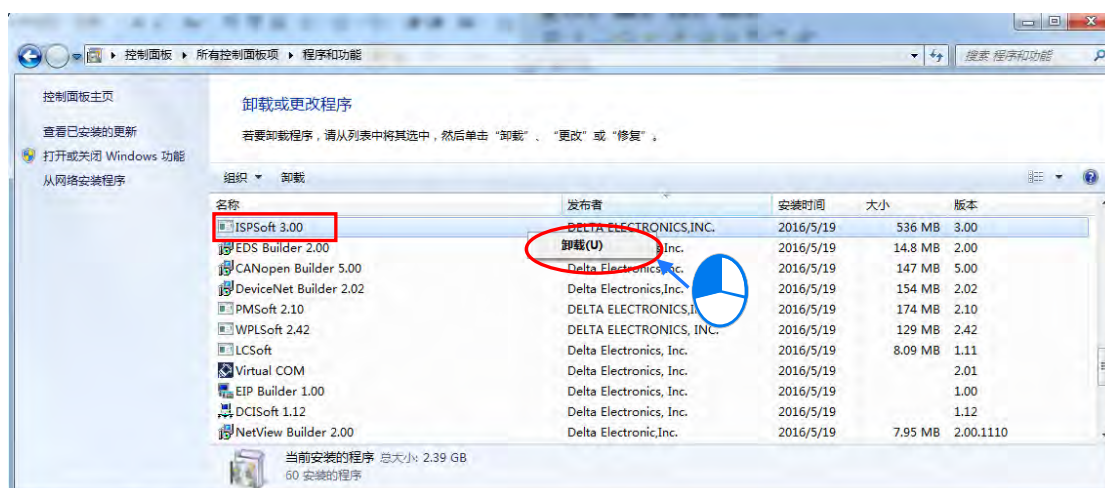 控制面板 ▸ 所有控制面板项 ▸ 程序和功能
搜索 程序和功能
控制面板主页
查看已安装的更新
打开或关闭 Windows 功能
从网络安装程序
卸载或更改程序
若要卸载程序，请从列表中将其选中，然后单击“卸载”、“更改”或“修复”。
组织 卸载
名称 发布者 安装时间 大小 版本
ISPSoft 3.00 DELTA ELECTRONICS,INC. 2016/5/19 536 MB 3.00
卸载(U)
EDS Builder 2.00 Inc. 2016/5/19 14.8 MB 2.00
CANopen Builder 5.00 Delta Electronics,Inc. 2016/5/19 147 MB 5.00
DeviceNet Builder 2.02 Delta Electronics,Inc. 2016/5/19 154 MB 2.02
PMSoft 2.10 DELTA ELECTRONICS, 2016/5/19 174 MB 2.10
WPLSoft 2.42 DELTA ELECTRONICS, INC. 2016/5/19 129 MB 2.42
LCSoft Delta Electronics, Inc. 2016/5/19 8.09 MB 1.11
Virtual COM Delta Electronics, Inc. 2016/5/19 2.01
EIP Builder 1.00 Delta Electronics, Inc. 2016/5/19 1.00
DCISoft 1.12 Delta Electronics, Inc. 2016/5/19 1.12
NetView Builder 2.00 Delta Electronic,Inc. 2016/5/19 7.95 MB 2.00.1110
当前安装的程序 总大小: 2.39 GB
60 安装的程序